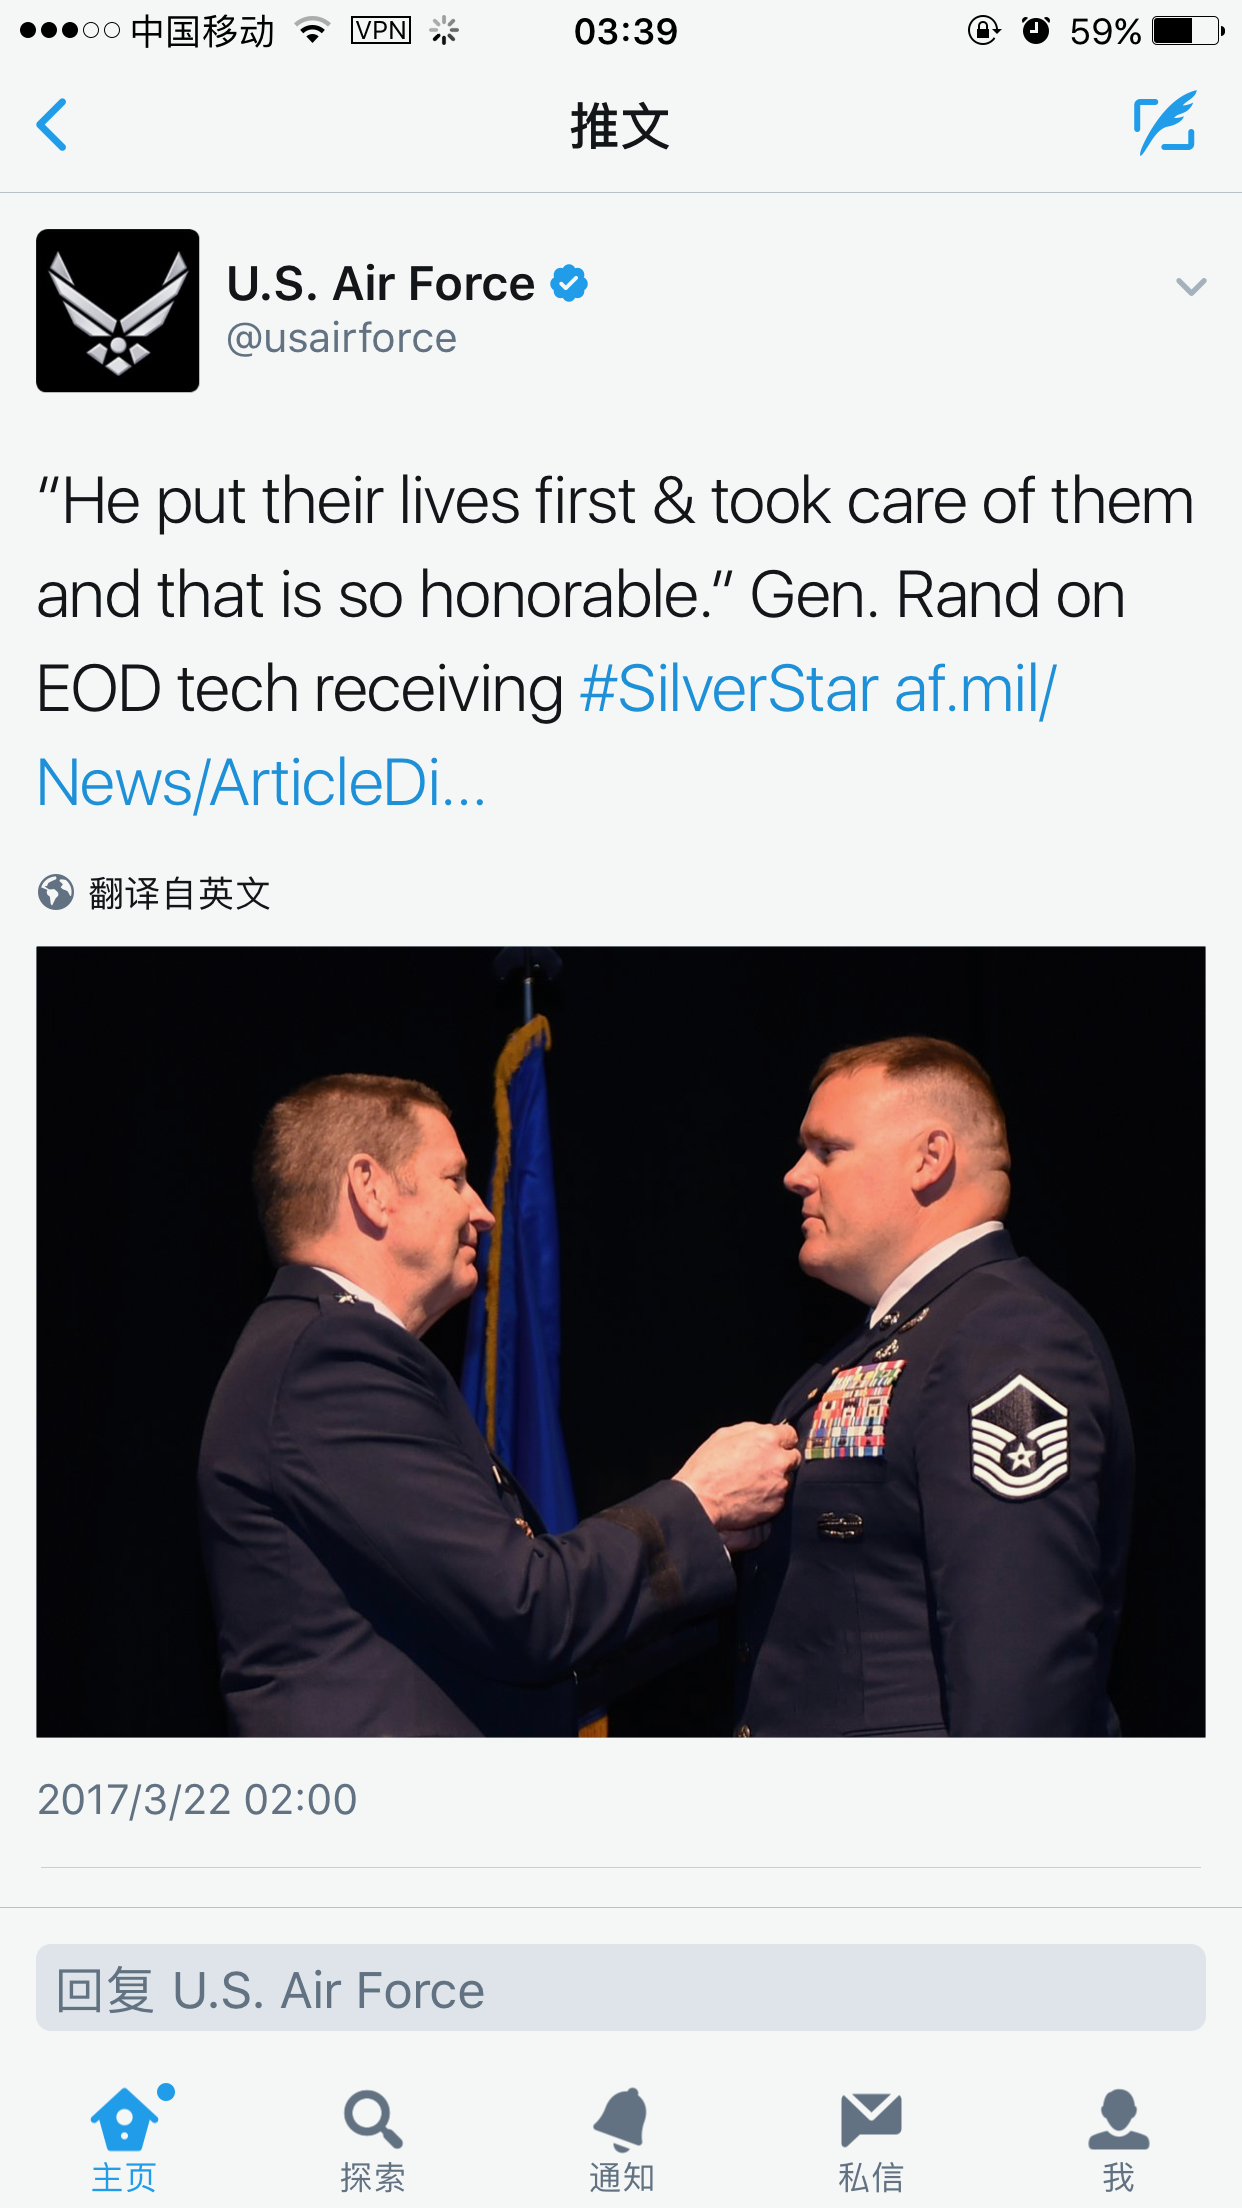 中国移动 VPN 03:39 59%
推文
U.S. Air Force
@usairforce
“He put their lives first & took care of them
and that is so honorable.” Gen. Rand on
EOD tech receiving #SilverStar af.mil/
News/ArticleDi...
翻译自英文
2017/3/22 02:00
回复 U.S. Air Force
主页 探索 通知 私信 我